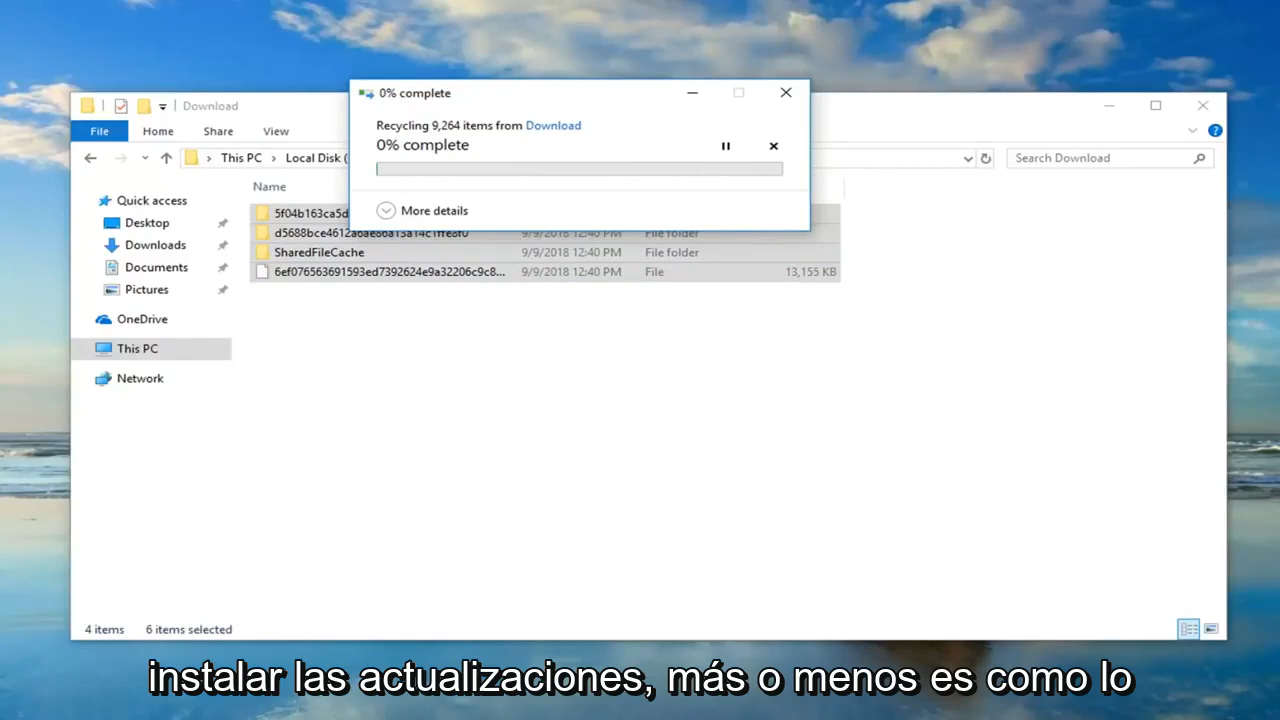 0% complete
Recycling 9,264 items from Download
0% complete
More details
Download
File Home Share View
This PC Local Disk (
Search Download
Name
Quick access
Desktop
Downloads
Documents
Pictures
OneDrive
This PC
Network
5f04b163ca5d
9/9/2018 12:40 PM File folder
SharedFileCache 9/9/2018 12:40 PM File folder
6ef076563691593ed7392624e9a32206c9c8... 9/9/2018 12:40 PM File 13,155 KB
4 items 6 items selected
instalar las actualizaciones, más o menos es como lo